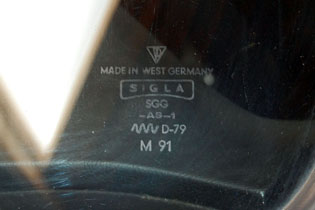 MADE IN WEST GERMANY
SIGLA
SGG
~AS-1
D-79
M 91